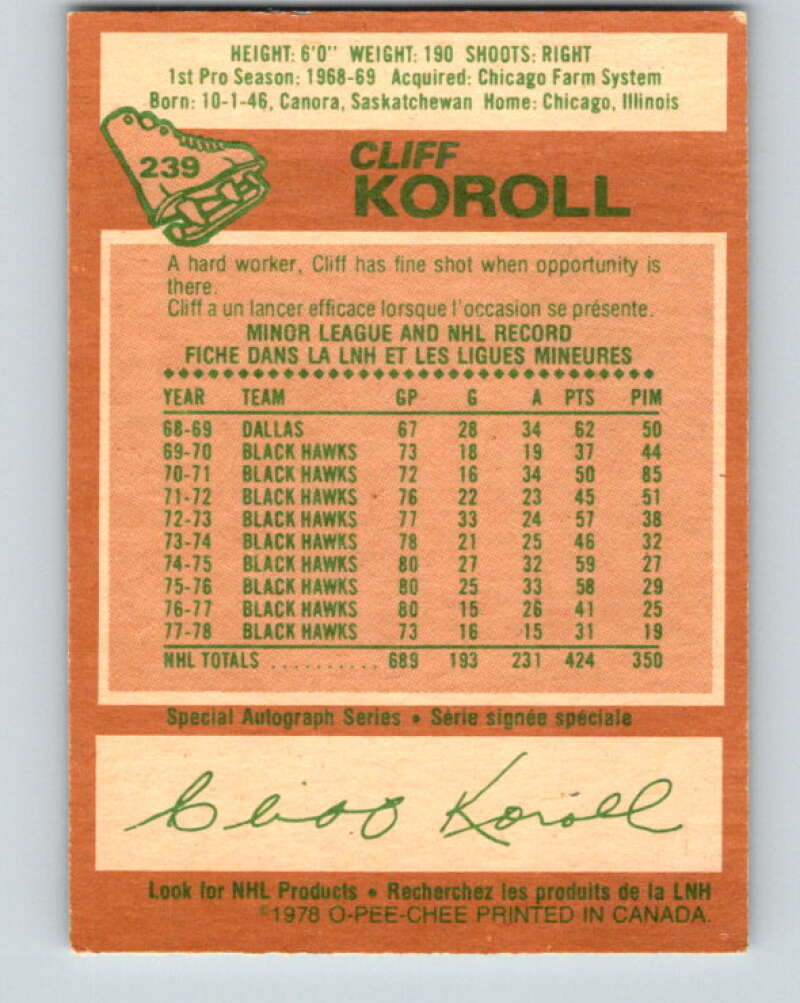 HEIGHT: 6'0" WEIGHT: 190 SHOOTS: RIGHT
1st Pro Season: 1968-69 Acquired: Chicago Farm System
Born: 10-1-46, Canora, Saskatchewan Home: Chicago, Illinois
239
CLIFF
KOROLL
A hard worker, Cliff has fine shot when opportunity is
there.
Cliff a un lancer efficace lorsque l'occasion se présente.
MINOR LEAGUE AND NHL RECORD
FICHE DANS LA LNH ET LES LIGUES MINEURES
YEAR TEAM GP G A PTS PIM
68-69 DALLAS 67 28 34 62 50
69-70 BLACK HAWKS 73 18 19 37 44
70-71 BLACK HAWKS 72 16 34 50 85
71-72 BLACK HAWKS 76 22 23 45 51
72-73 BLACK HAWKS 77 33 24 57 38
73-74 BLACK HAWKS 78 21 25 46 32
74-75 BLACK HAWKS 80 27 32 59 27
75-76 BLACK HAWKS 80 25 33 58 29
76-77 BLACK HAWKS 80 15 26 41 25
77-78 BLACK HAWKS 73 16 15 31 19
NHL TOTALS .......... 689 193 231 424 350
Special Autograph Series • Série signée spéciale
Cliff Koroll
Look for NHL Products • Recherchez les produits de la LNH
©1978 O-PEE-CHEE PRINTED IN CANADA.